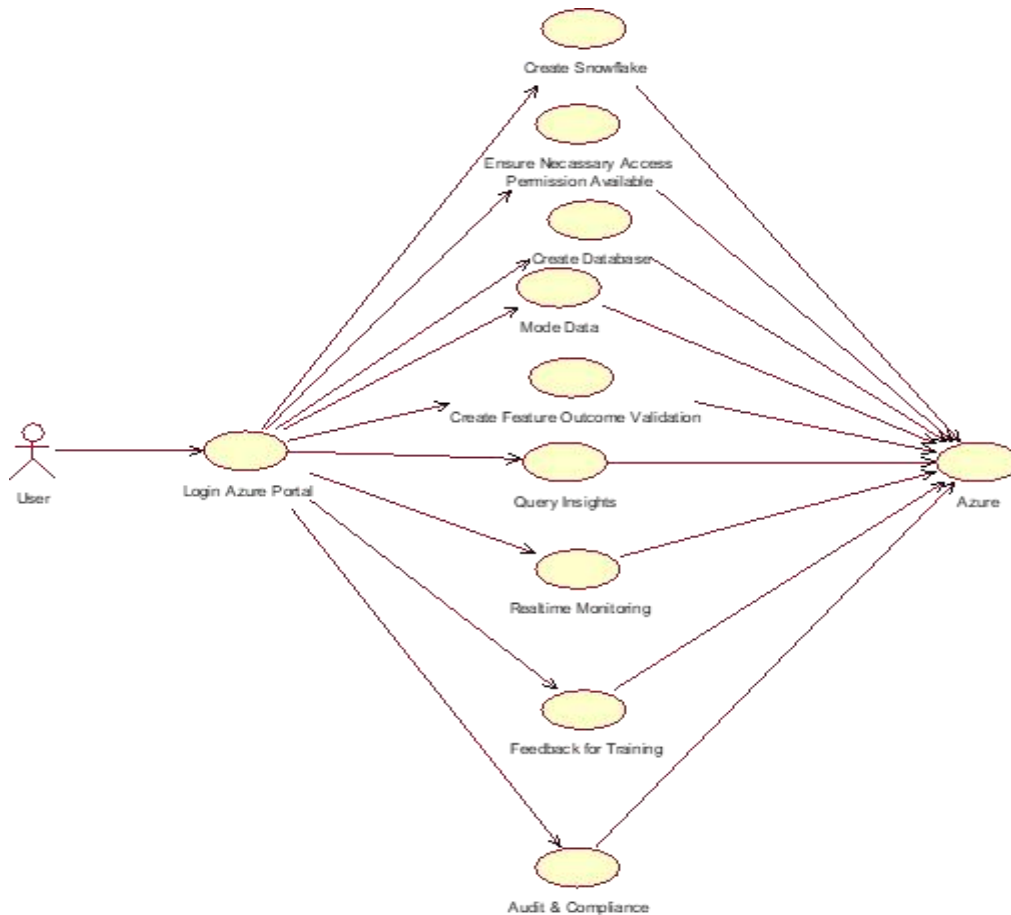 Create Snowflake
Ensure Necassary Access
Permission Available
Create Database
Mode Data
Create Feature Outcome Validation
User
Login Azure Portal
Query Insights
Azure
Realtime Monitoring
Feedback for Training
Audit & Compliance